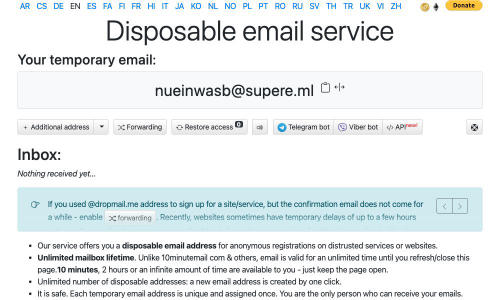 AR CS DE EN ES FA FI FR HI IT JA KO NL NO PL PT RO RU SV TH TR UK VI ZH Donate
Disposable email service
Your temporary email:
nueinwasb@supere.ml
+ Additional address Forwarding Restore access 0 Telegram bot Viber bot </> API new!
Inbox:
Nothing received yet...
If you used @dropmail.me address to sign up for a site/service, but the confirmation email does not come for
a while - enable forwarding . Recently, websites sometimes have temporary delays of up to a few hours
• Our service offers you a disposable email address for anonymous registrations on distrusted services or websites.
• Unlimited mailbox lifetime. Unlike 10minutemail com & others, email is valid for an unlimited time until you refresh/close this
page.10 minutes, 2 hours or an infinite amount of time are available to you - just keep the page open.
• Unlimited number of disposable addresses: a new email address is created by one click.
• It is safe. Each temporary email address is unique and assigned once. You are the only person who can receive your emails.